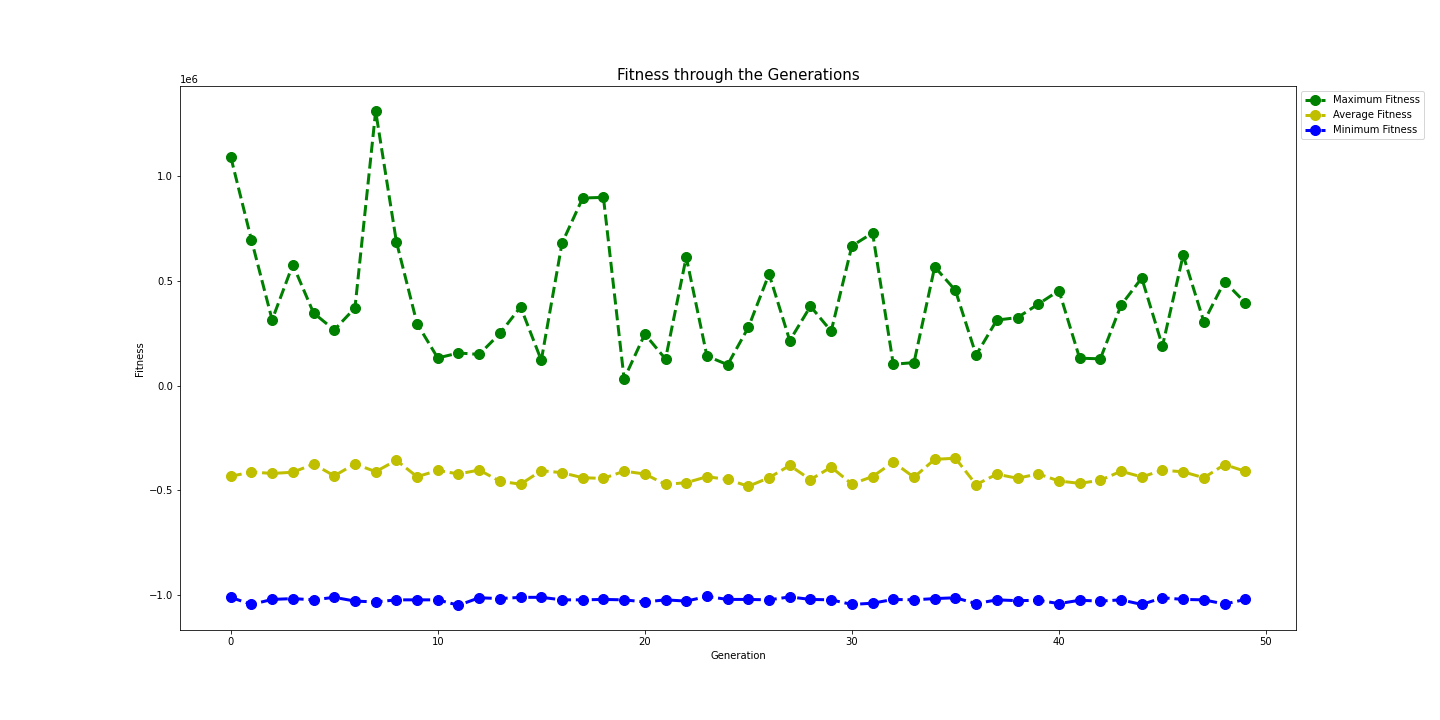 Fitness through the Generations
1e6
Maximum Fitness
Average Fitness
Minimum Fitness
1.0
0.5
0.0
−0.5
−1.0
Fitness
0 10 20 30 40 50
Generation